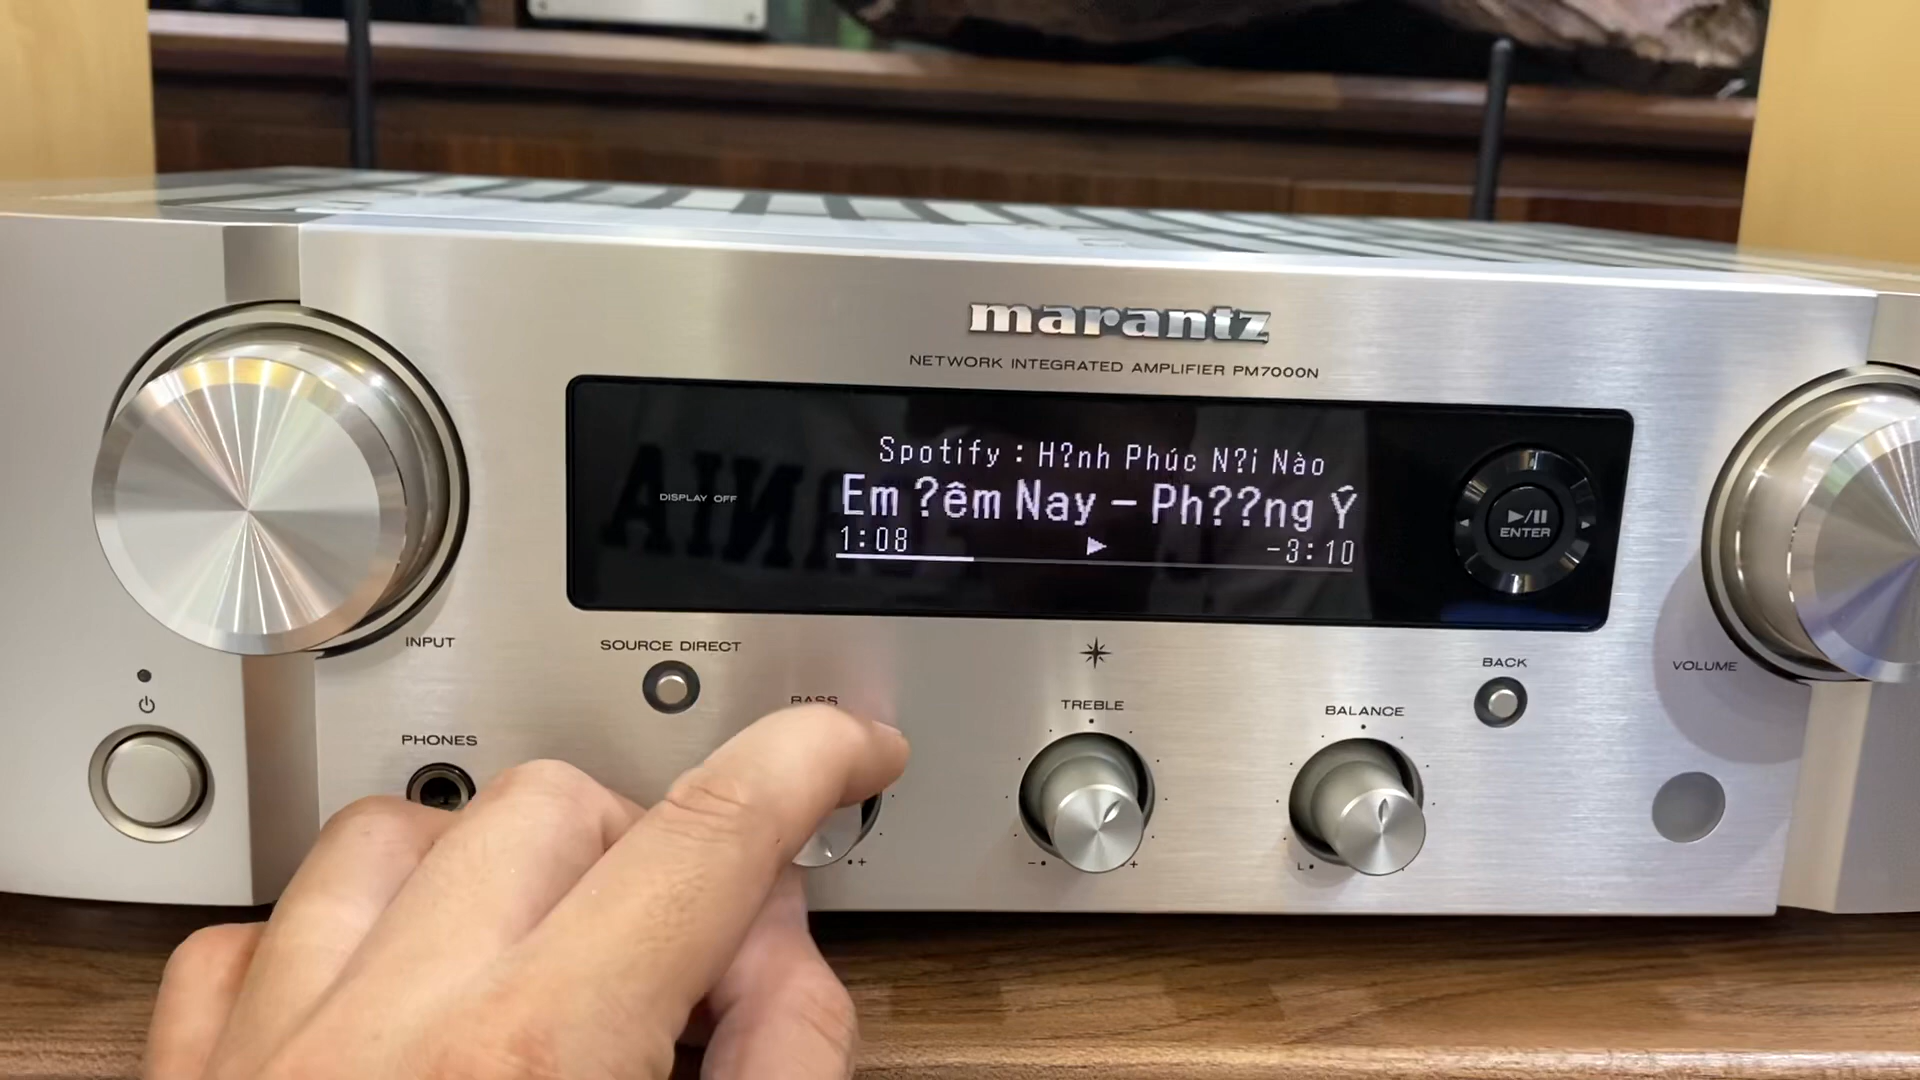 marantz
NETWORK INTEGRATED AMPLIFIER PM7000N
Spotify : H?nh Phúc N?i Nào
Em ?êm Nay – Ph??ng Ý
1:08
-3:10
DISPLAY OFF
ENTER
INPUT
SOURCE DIRECT
BACK
VOLUME
BASS
TREBLE
BALANCE
PHONES
+
-
+
L